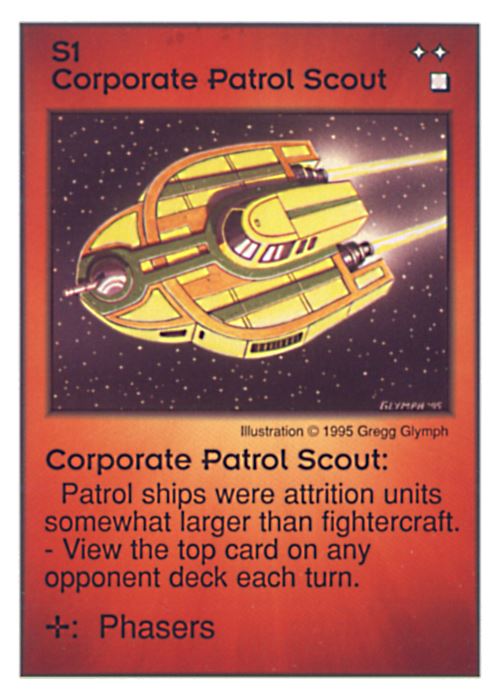 S1
Corporate Patrol Scout
GLYMPH '95
Illustration © 1995 Gregg Glymph
Corporate Patrol Scout:
Patrol ships were attrition units
somewhat larger than fightercraft.
- View the top card on any
opponent deck each turn.
✛: Phasers